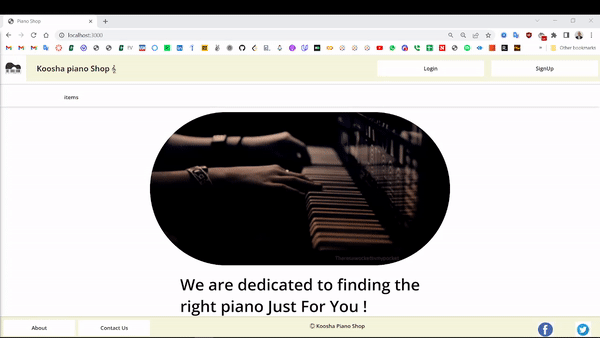 Piano Shop
localhost:3000
Other bookmarks
Koosha piano Shop
Login
SignUp
items
We are dedicated to finding the
right piano Just For You !
About
Contact Us
© Koosha Piano Shop